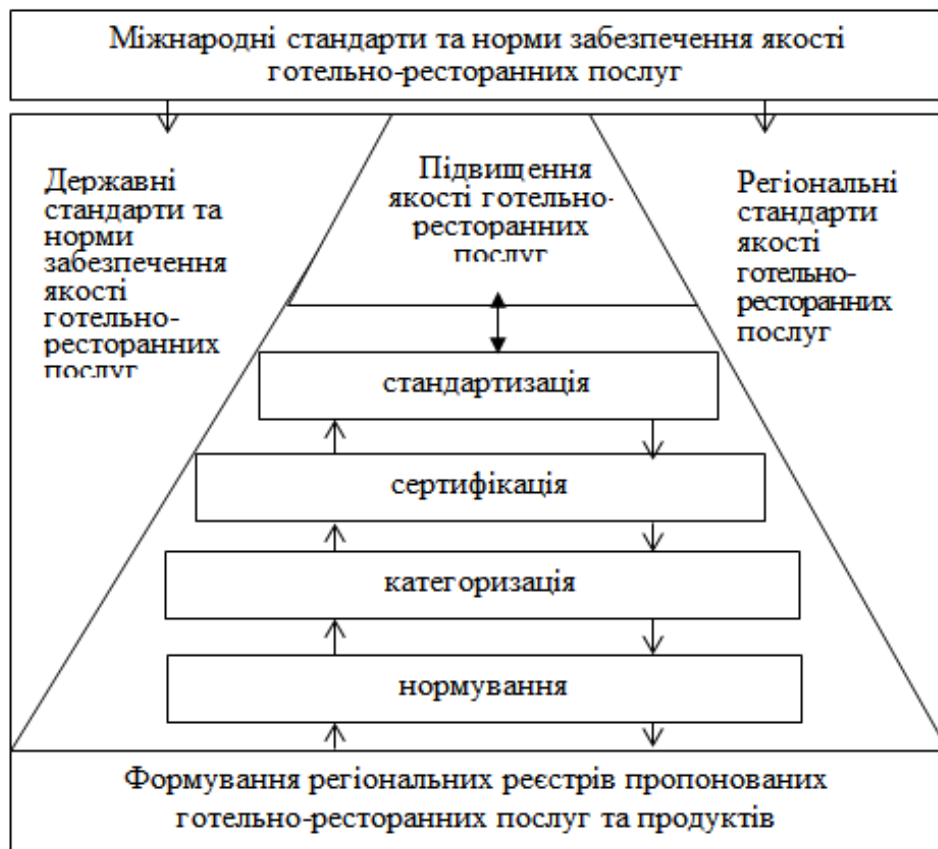 Міжнародні стандарти та норми забезпечення якості
готельно-ресторанних послуг
Державні
стандарти та
норми
забезпечення
якості
готельно-
ресторанних
послуг
Підвищення
якості готельно-
ресторанних
послуг
Регіональні
стандарти
якості
готельно-
ресторанних
послуг
стандартизація
сертифікація
категоризація
нормування
Формування регіональних реєстрів пропонованих
готельно-ресторанних послуг та продуктів